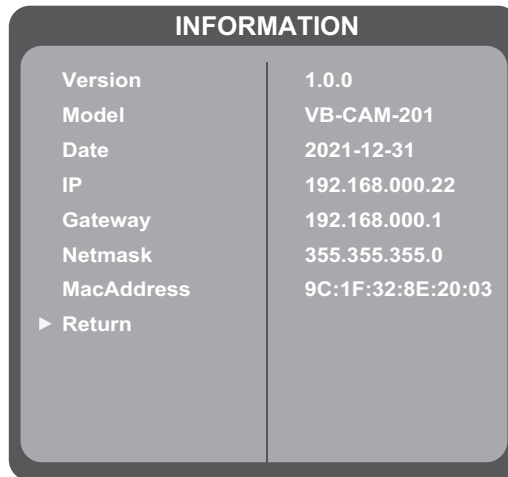 INFORMATION
Version 1.0.0
Model VB-CAM-201
Date 2021-12-31
IP 192.168.000.22
Gateway 192.168.000.1
Netmask 355.355.355.0
MacAddress 9C:1F:32:8E:20:03
Return